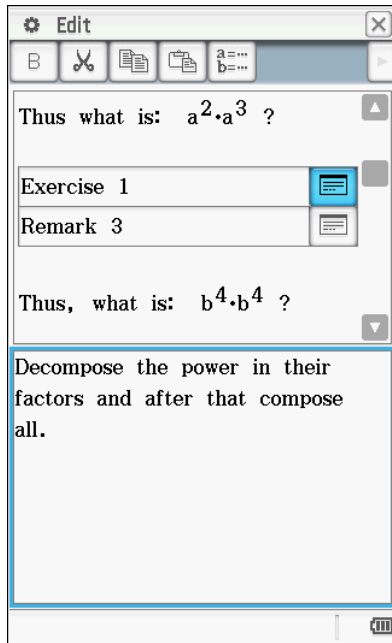 Edit
B a=… b=…
Thus what is: a²·a³ ?
Exercise 1
Remark 3
Thus, what is: b⁴·b⁴ ?
Decompose the power in their
factors and after that compose
all.